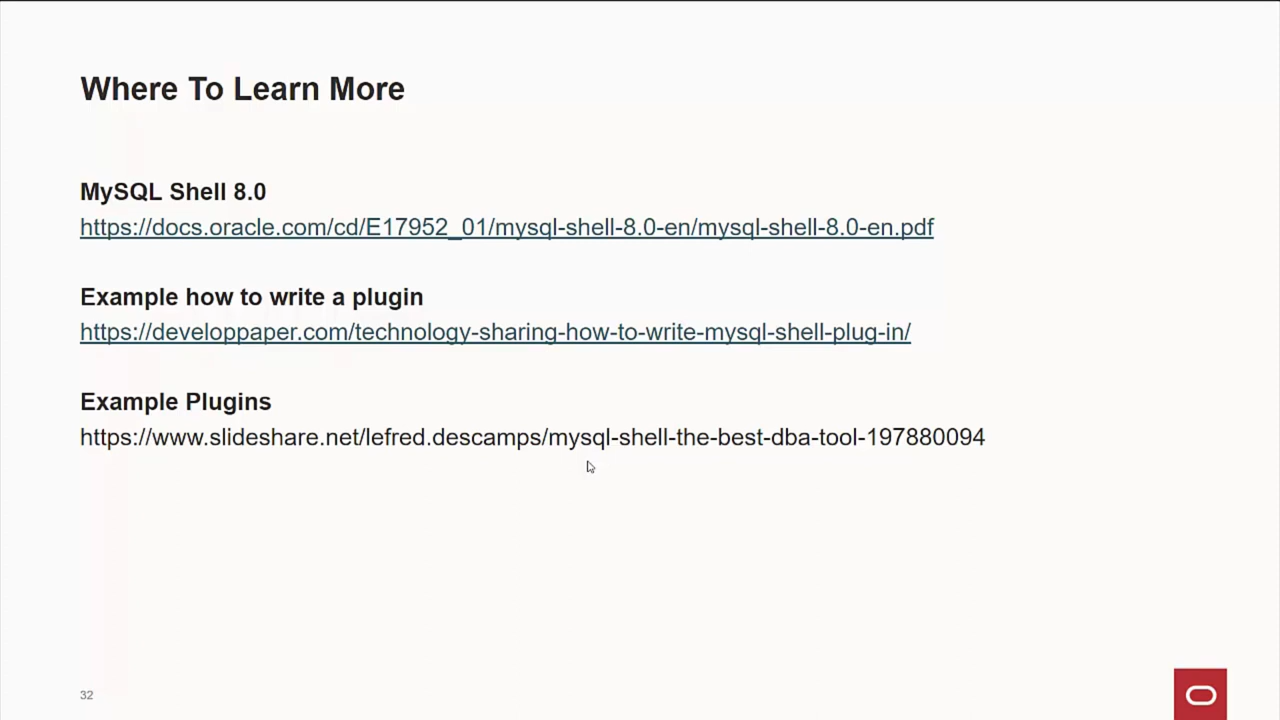 Where To Learn More
MySQL Shell 8.0
https://docs.oracle.com/cd/E17952_01/mysql-shell-8.0-en/mysql-shell-8.0-en.pdf
Example how to write a plugin
https://developpaper.com/technology-sharing-how-to-write-mysql-shell-plug-in/
Example Plugins
https://www.slideshare.net/lefred.descamps/mysql-shell-the-best-dba-tool-197880094
32